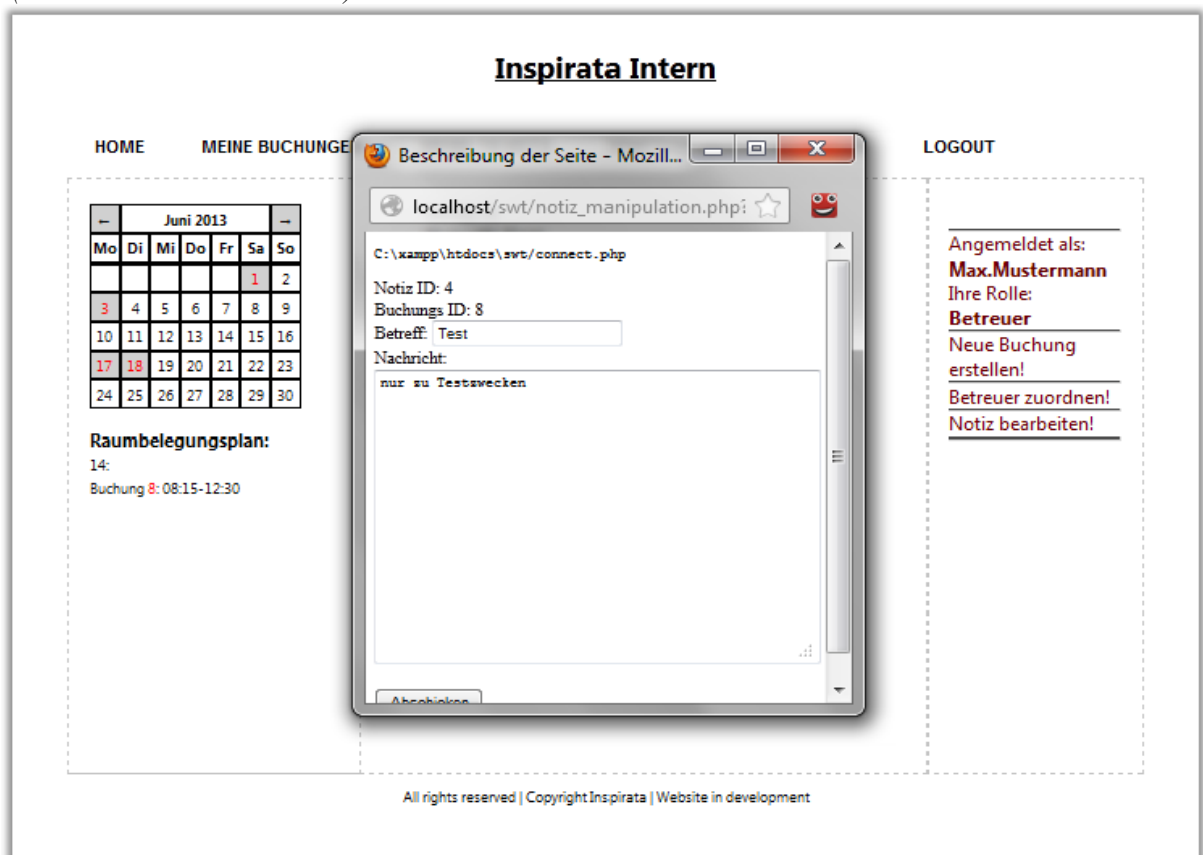 Inspirata Intern
HOME MEINE BUCHUNGE LOGOUT
← Juni 2013 →
Mo Di Mi Do Fr Sa So
1 2
3 4 5 6 7 8 9
10 11 12 13 14 15 16
17 18 19 20 21 22 23
24 25 26 27 28 29 30
Raumbelegungsplan:
14:
Buchung 8: 08:15-12:30
Beschreibung der Seite - Mozill...
localhost/swt/notiz_manipulation.php?
C:\xampp\htdocs\swt/connect.php
Notiz ID: 4
Buchungs ID: 8
Betreff: Test
Nachricht:
nur zu Testzwecken
Abschicken
Angemeldet als:
Max.Mustermann
Ihre Rolle:
Betreuer
Neue Buchung
erstellen!
Betreuer zuordnen!
Notiz bearbeiten!
All rights reserved | Copyright Inspirata | Website in development